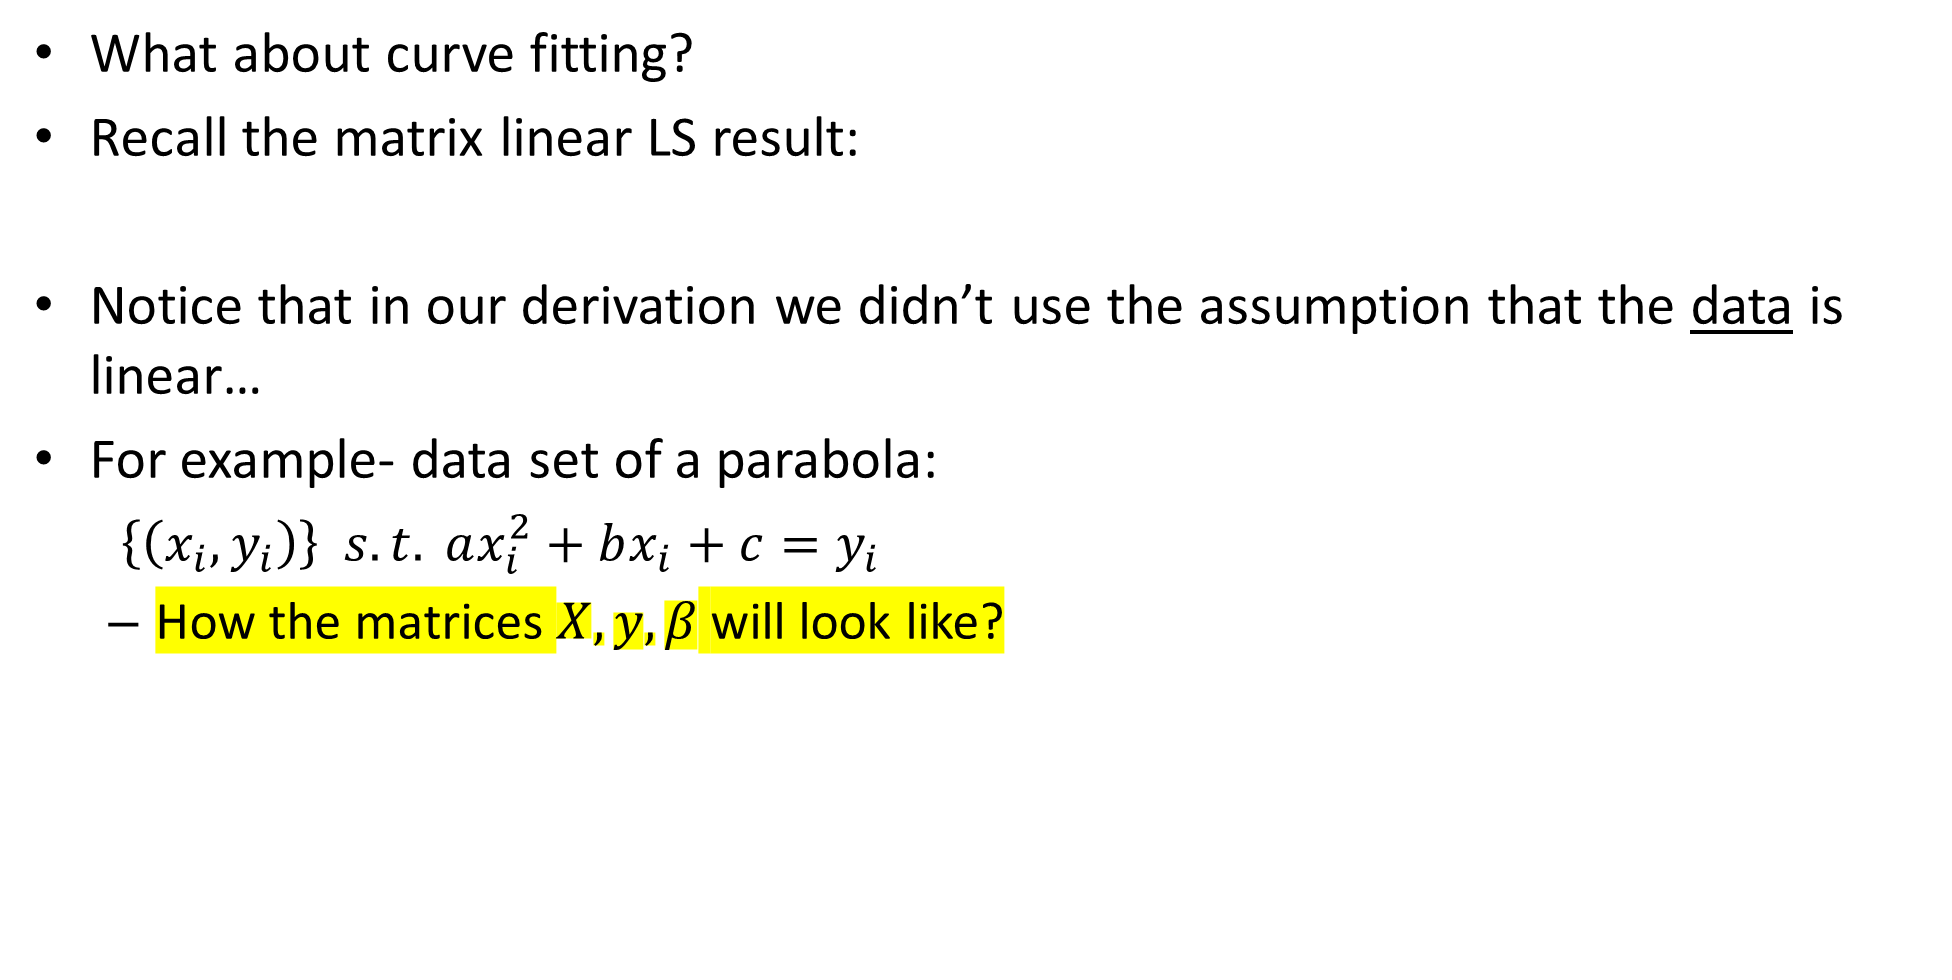 • What about curve fitting?
• Recall the matrix linear LS result:
• Notice that in our derivation we didn’t use the assumption that the data is
linear…
• For example- data set of a parabola:
{(𝑥ᵢ, 𝑦ᵢ)} 𝑠.𝑡. 𝑎𝑥ᵢ² + 𝑏𝑥ᵢ + 𝑐 = 𝑦ᵢ
– How the matrices 𝑋, 𝑦, 𝛽 will look like?